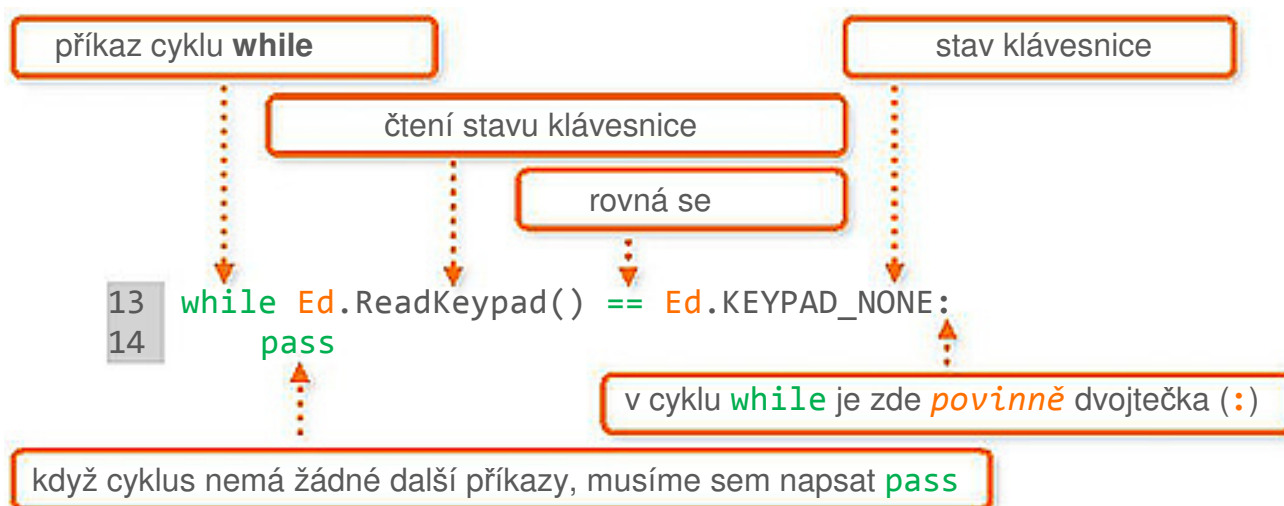 příkaz cyklu while
stav klávesnice
čtení stavu klávesnice
rovná se
13 while Ed.ReadKeypad() == Ed.KEYPAD_NONE:
14 pass
v cyklu while je zde povinně dvojtečka (:)
když cyklus nemá žádné další příkazy, musíme sem napsat pass